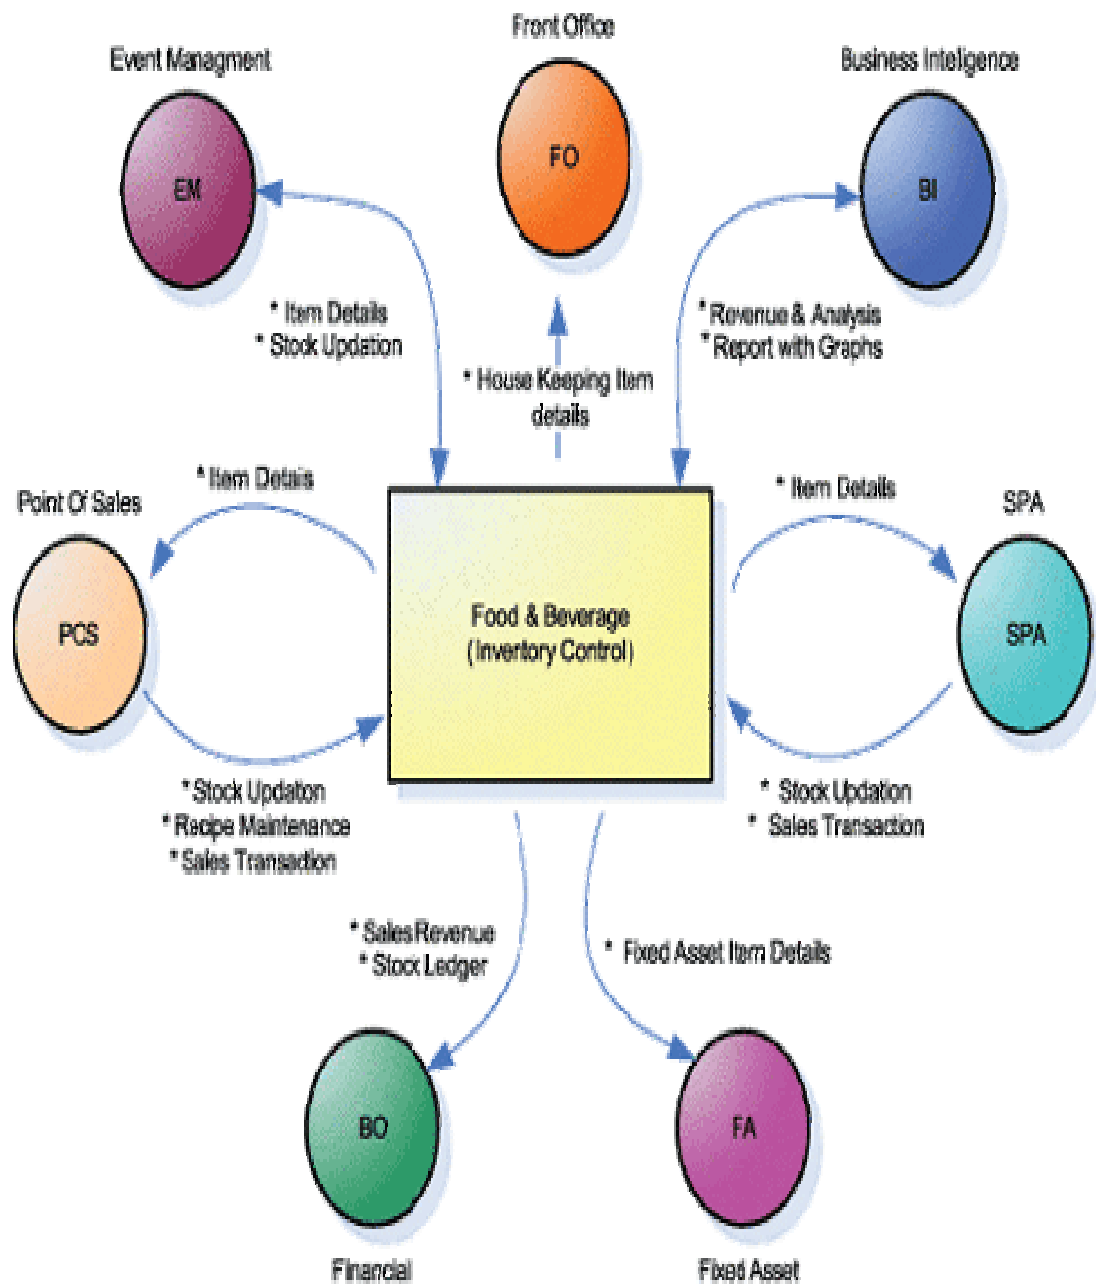 Front Office
Event Managment
Business Inteligence
FO
EM
BI
* Item Details
* Stock Updation
* Revenue & Analysis
* Report with Graphs
* House Keeping Item
details
* Item Details
* Item Details
Point Of Sales
SPA
Food & Beverage
(Inventory Control)
PCS
SPA
* Stock Updation
* Recipe Maintenance
* Sales Transaction
* Stock Updation
* Sales Transaction
* Sales Revenue
* Stock Ledger
* Fixed Asset Item Details
BO
FA
Financial
Fixed Asset